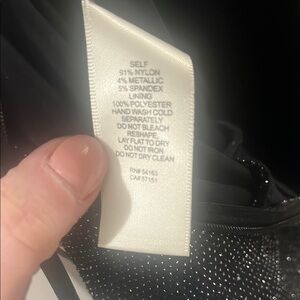 SELF
91% NYLON
4% METALLIC
5% SPANDEX
LINING
100% POLYESTER
HAND WASH COLD
SEPARATELY
DO NOT BLEACH
RESHAPE,
LAY FLAT TO DRY
DO NOT IRON
DO NOT DRY CLEAN
RN# 54163
CA# 57151